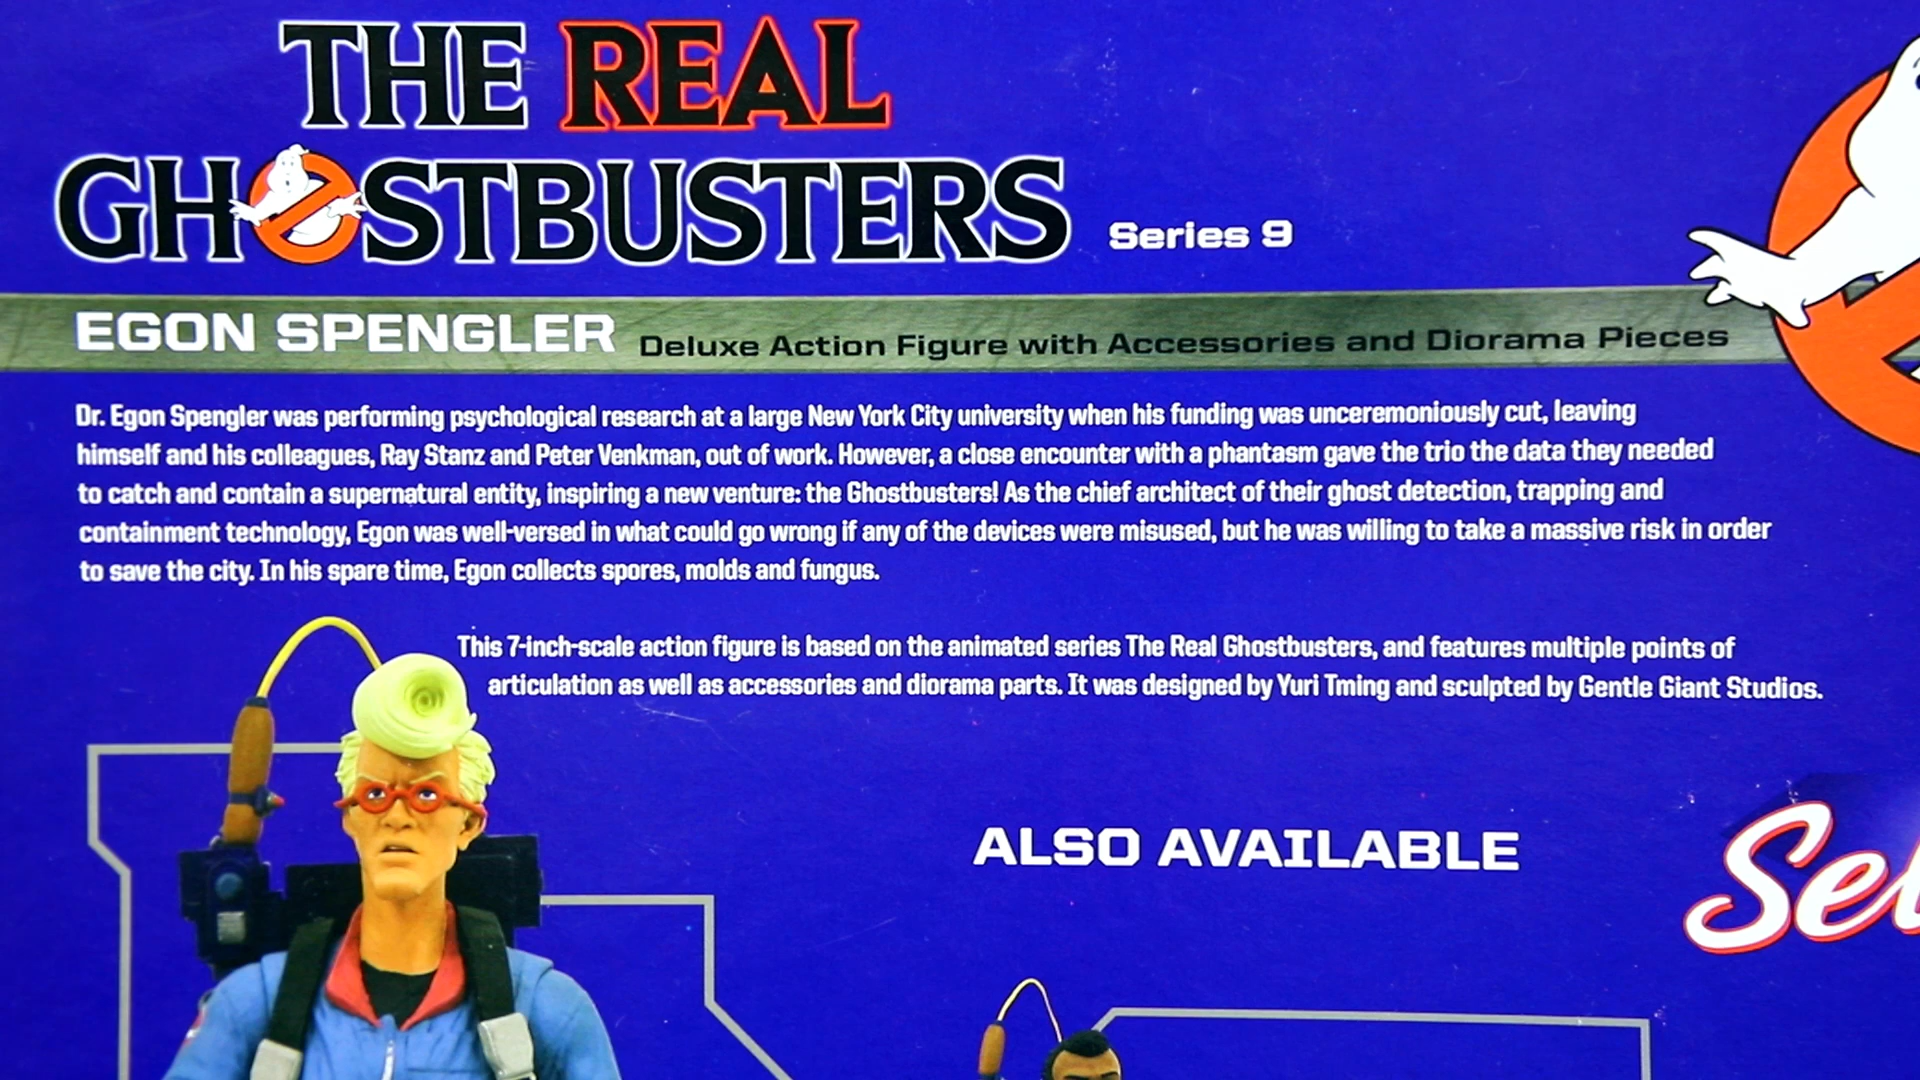 THE REAL
GHOSTBUSTERS Series 9
EGON SPENGLER Deluxe Action Figure with Accessories and Diorama Pieces
Dr. Egon Spengler was performing psychological research at a large New York City university when his funding was unceremoniously cut, leaving
himself and his colleagues, Ray Stanz and Peter Venkman, out of work. However, a close encounter with a phantasm gave the trio the data they needed
to catch and contain a supernatural entity, inspiring a new venture: the Ghostbusters! As the chief architect of their ghost detection, trapping and
containment technology, Egon was well-versed in what could go wrong if any of the devices were misused, but he was willing to take a massive risk in order
to save the city. In his spare time, Egon collects spores, molds and fungus.
This 7-inch-scale action figure is based on the animated series The Real Ghostbusters, and features multiple points of
articulation as well as accessories and diorama parts. It was designed by Yuri Tming and sculpted by Gentle Giant Studios.
ALSO AVAILABLE